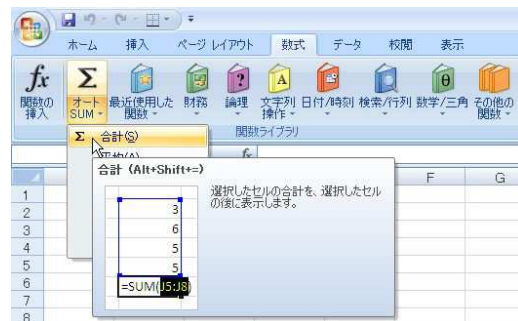 ホーム 挿入 ページ レイアウト 数式 データ 校閲 表示
fx Σ ? A θ
関数の挿入 オート SUM 最近使用した関数 財務 論理 文字列操作 日付/時刻 検索/行列 数学/三角 その他の関数
関数ライブラリ
Σ 合計(S)
平均(A) fx
合計 (Alt+Shift+=)
選択したセルの合計を、選択したセル
の後に表示します。
F G
1
2
3
4
5
6
7
8
3
6
5
5
=SUM(J5:J8)